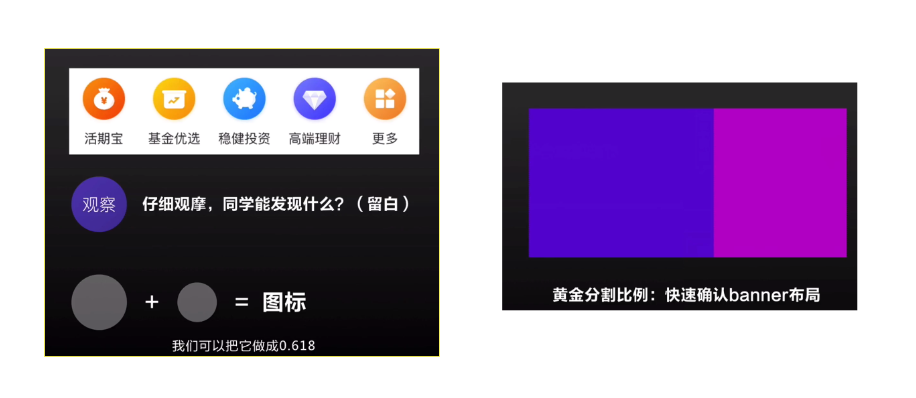 活期宝 基金优选 稳健投资 高端理财 更多
观察 仔细观摩，同学能发现什么？（留白）
+ = 图标
我们可以把它做成0.618
黄金分割比例：快速确认banner布局